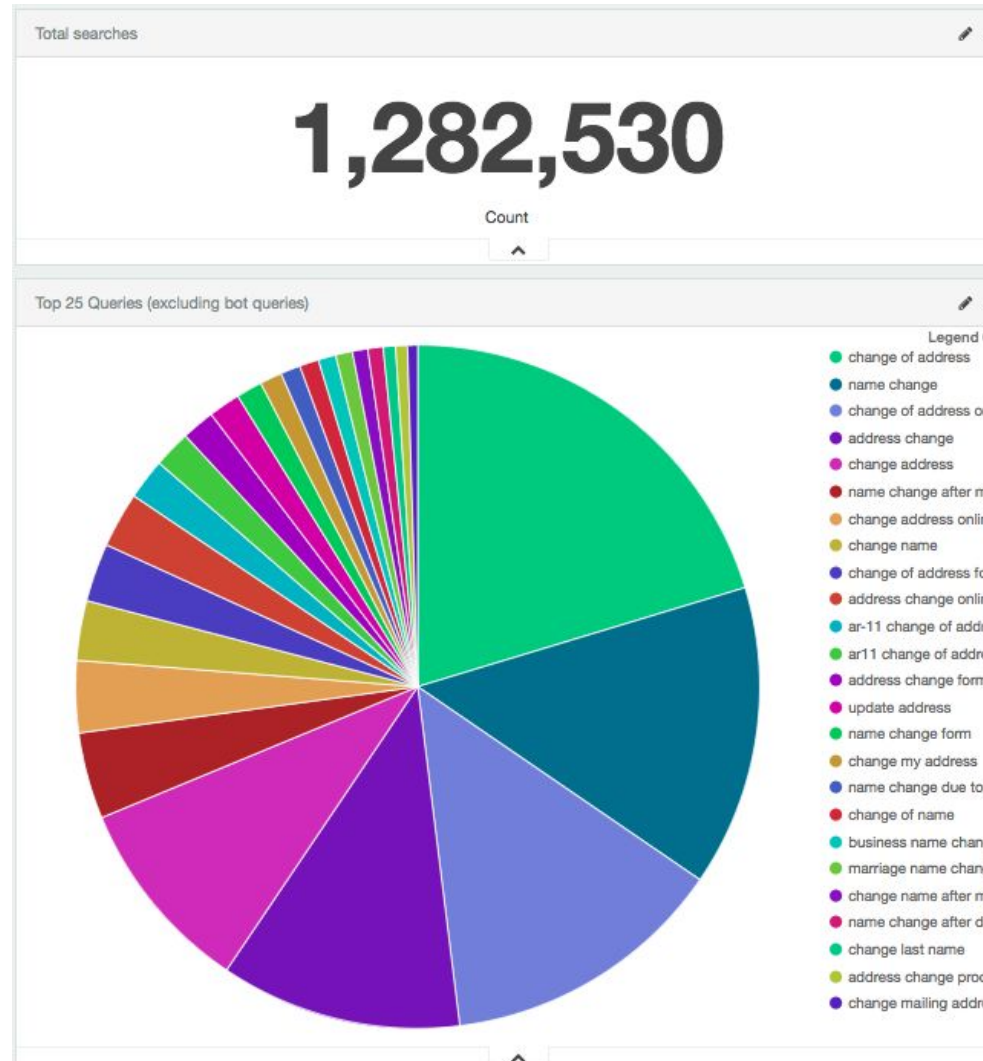 Total searches
1,282,530
Count
Top 25 Queries (excluding bot queries)
Legend
change of address
name change
change of address
address change
change address
name change after
change address
change name
change of address
address change
ar-11 change of
ar11 change of
address change
update address
name change form
change my address
name change due to
change of name
business name
marriage name
change name after
name change after
change last name
address change
change mailing